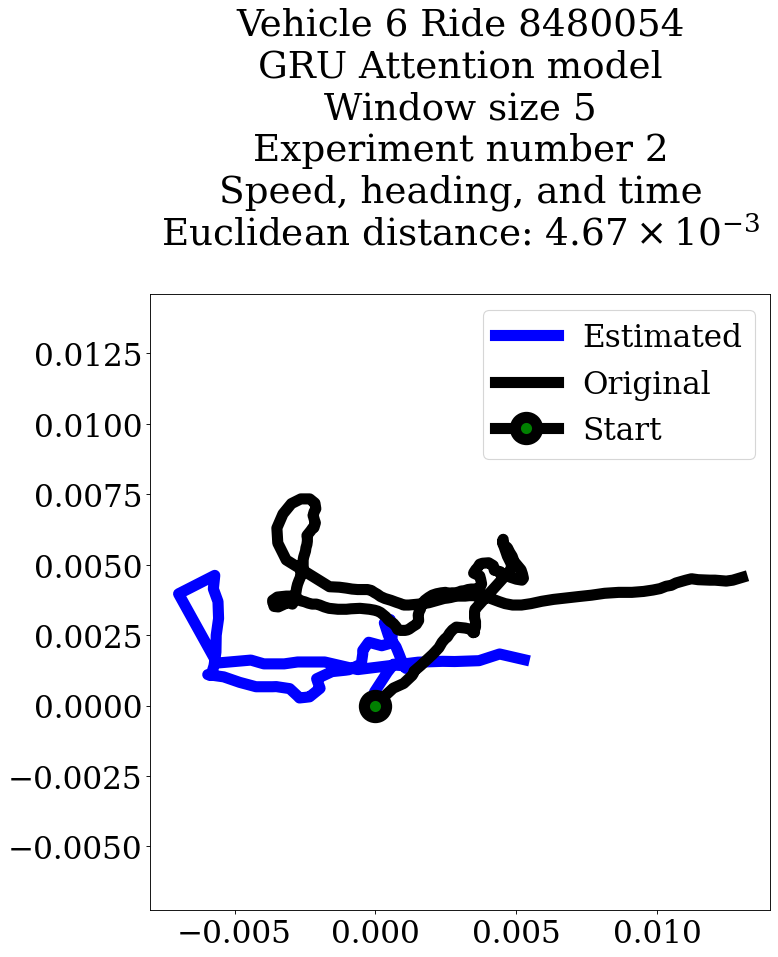 Vehicle 6 Ride 8480054
GRU Attention model
Window size 5
Experiment number 2
Speed, heading, and time
Euclidean distance: 4.67 × 10⁻³
Estimated
Original
Start
0.0125
0.0100
0.0075
0.0050
0.0025
0.0000
−0.0025
−0.0050
−0.005 0.000 0.005 0.010